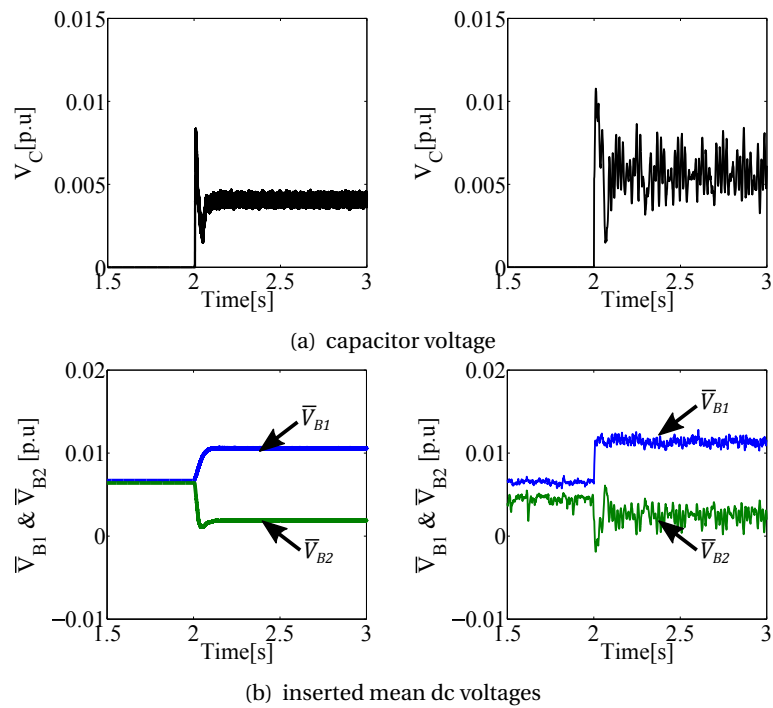 0.015
0.01
0.005
0
V_C[p.u]
1.5 2 2.5 3
Time[s]
0.015
0.01
0.005
0
V_C[p.u]
1.5 2 2.5 3
Time[s]
(a) capacitor voltage
0.02
0.01
0
−0.01
V̅_B1 & V̅_B2 [p.u]
V̅_B1
V̅_B2
1.5 2 2.5 3
Time[s]
0.02
0.01
0
−0.01
V̅_B1 & V̅_B2 [p.u]
V̅_B1
V̅_B2
1.5 2 2.5 3
Time[s]
(b) inserted mean dc voltages